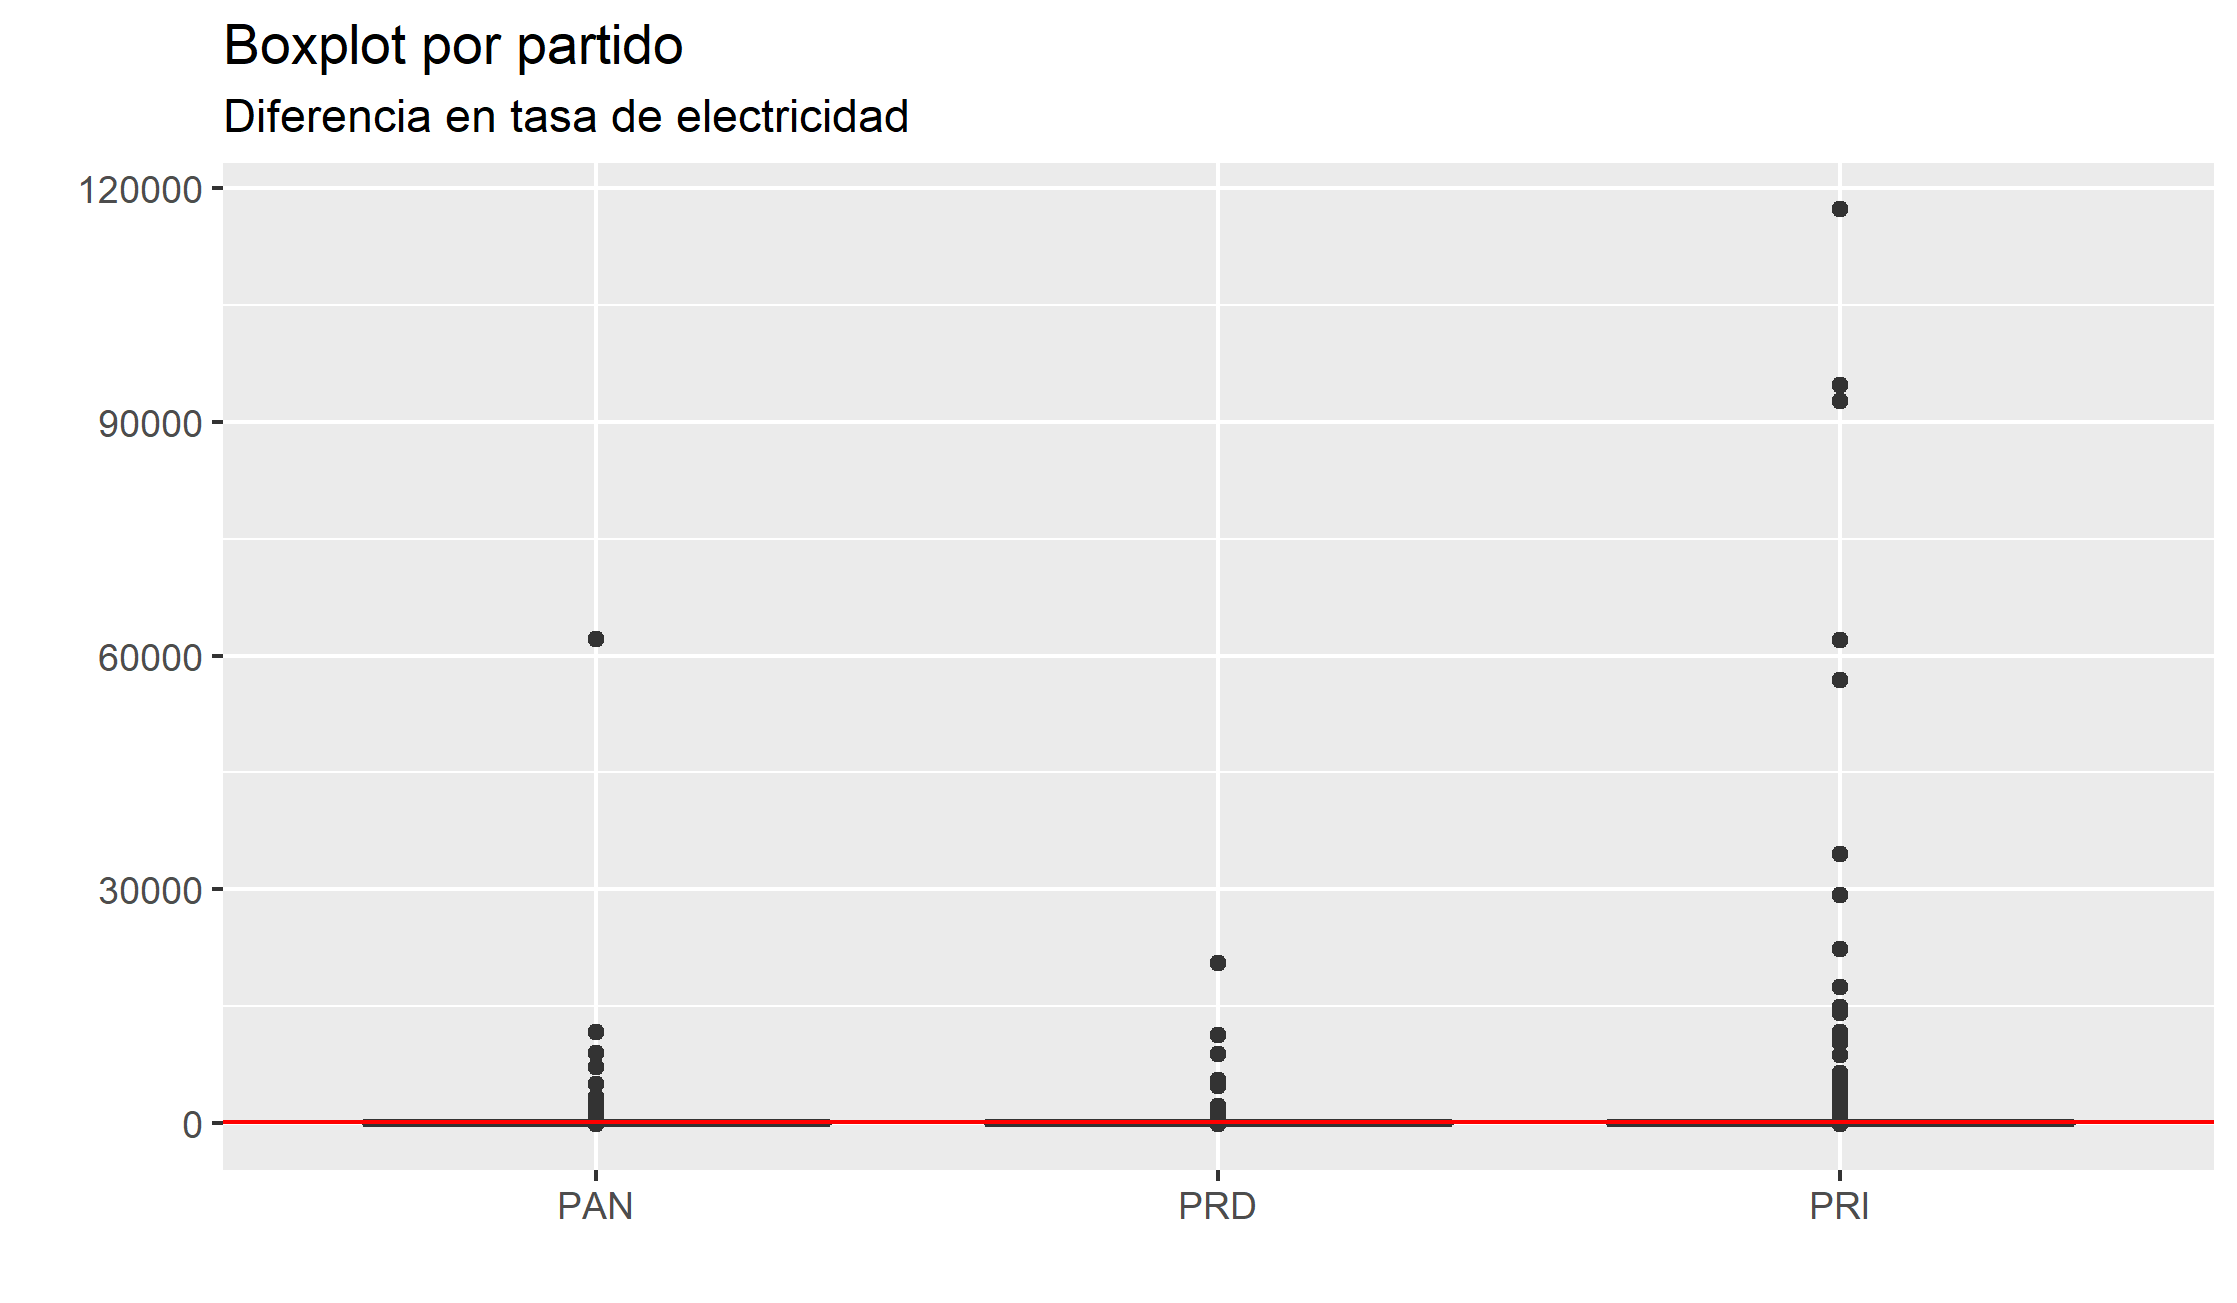 Boxplot por partido
Diferencia en tasa de electricidad
120000
90000
60000
30000
0
PAN PRD PRI